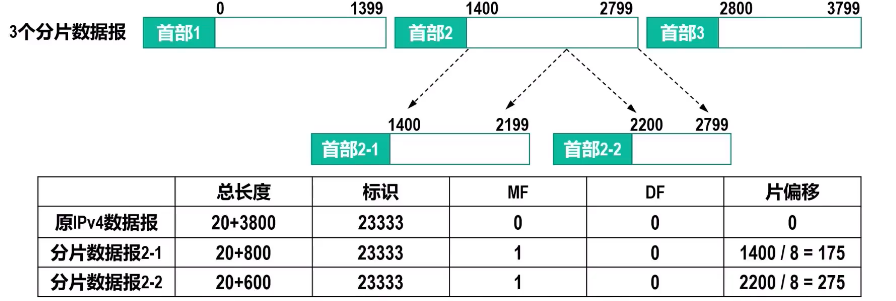 0 1399 1400 2799 2800 3799
3个分片数据报 首部1 首部2 首部3
1400 2199 2200 2799
首部2-1 首部2-2
总长度 标识 MF DF 片偏移
原IPv4数据报 20+3800 23333 0 0 0
分片数据报2-1 20+800 23333 1 0 1400 / 8 = 175
分片数据报2-2 20+600 23333 1 0 2200 / 8 = 275